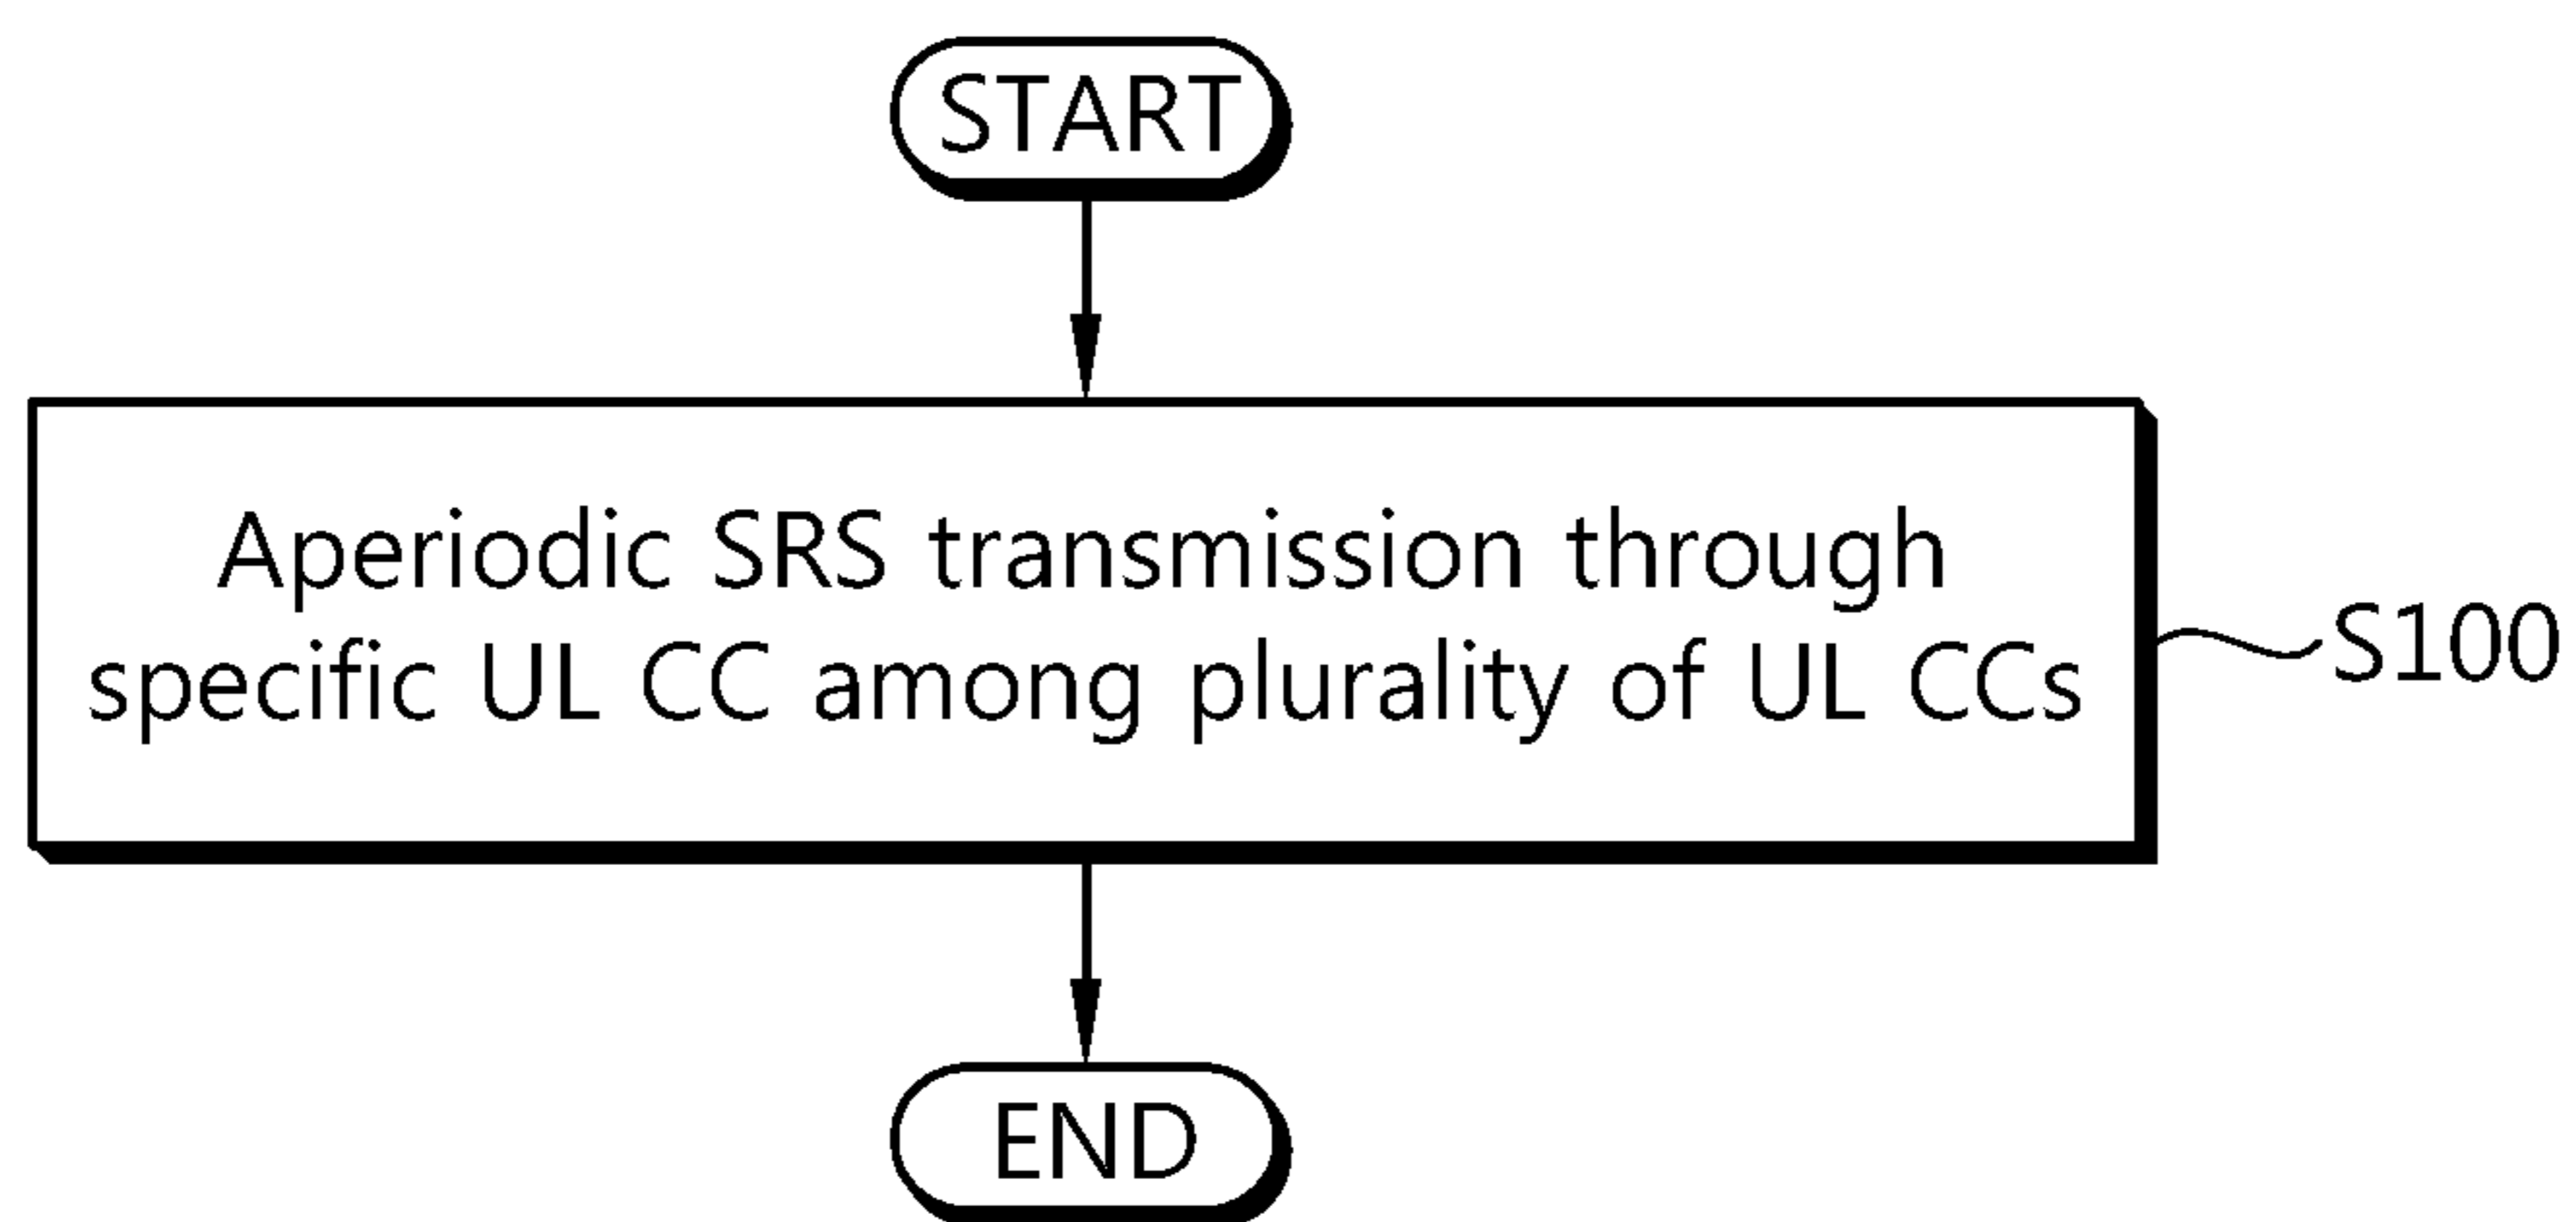 START
Aperiodic SRS transmission through
specific UL CC among plurality of UL CCs
S100
END